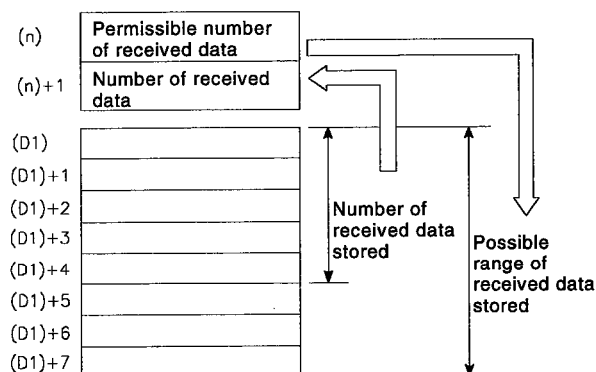 (n)
Permissible number
of received data
(n)+1
Number of received
data
(D1)
(D1)+1
(D1)+2
(D1)+3
(D1)+4
(D1)+5
(D1)+6
(D1)+7
Number of
received data
stored
Possible
range of
received data
stored